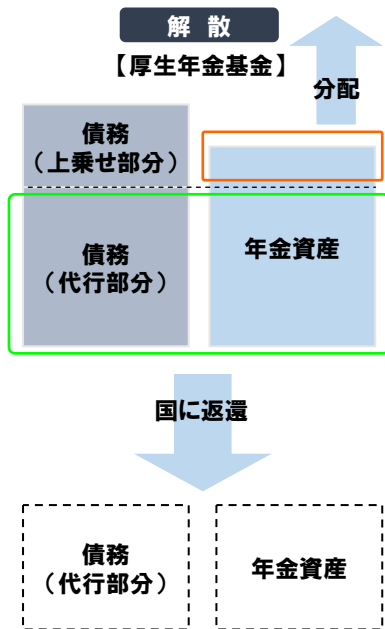 解 散
【厚生年金基金】
分配
債務
（上乗せ部分）
債務
（代行部分）
年金資産
国に返還
債務
（代行部分）
年金資産